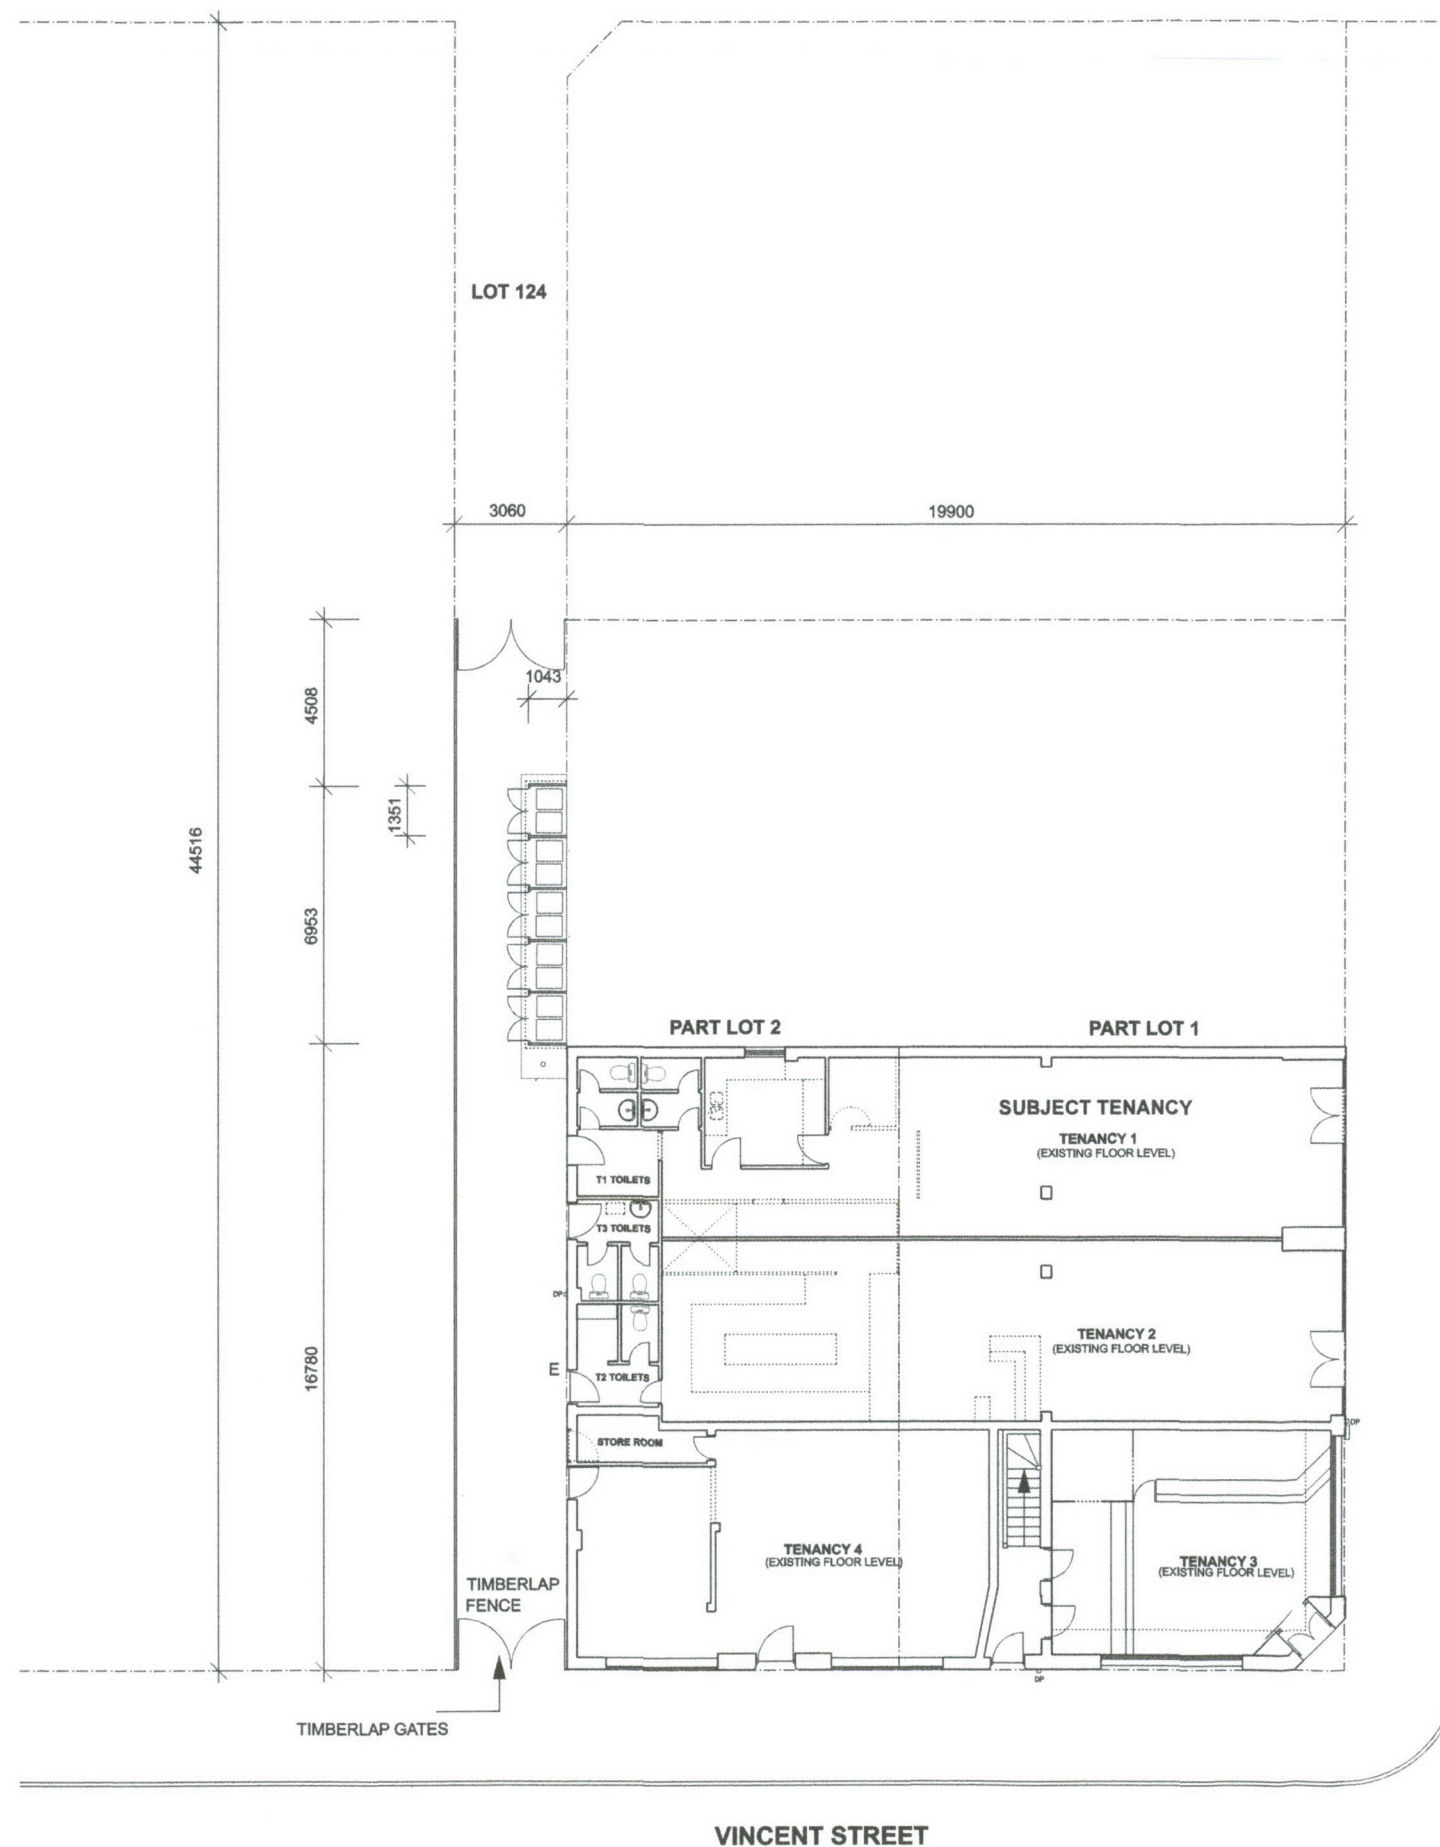 LOT 124
3060
19900
1043
4508
1351
44516
6953
PART LOT 2
PART LOT 1
SUBJECT TENANCY
TENANCY 1
(EXISTING FLOOR LEVEL)
T1 TOILETS
T3 TOILETS
DP
TENANCY 2
(EXISTING FLOOR LEVEL)
16780
E
T2 TOILETS
DP
STORE ROOM
TENANCY 4
(EXISTING FLOOR LEVEL)
TENANCY 3
(EXISTING FLOOR LEVEL)
TIMBERLAP
FENCE
DP
TIMBERLAP GATES
VINCENT STREET